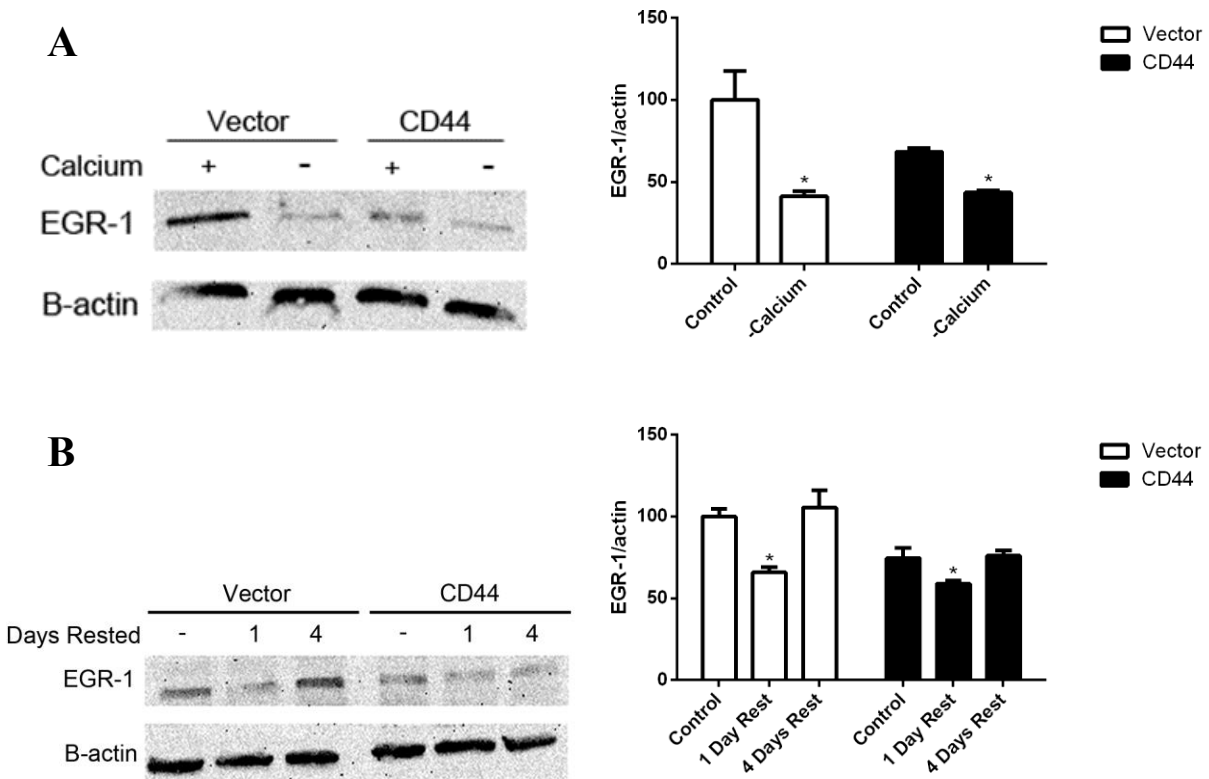 A
Vector CD44
Calcium + - + -
EGR-1
B-actin
150
100
50
0
EGR-1/actin
Control -Calcium Control -Calcium
* *
Vector
CD44
B
Vector CD44
Days Rested - 1 4 - 1 4
EGR-1
B-actin
150
100
50
0
EGR-1/actin
* *
Control 1 Day Rest 4 Days Rest Control 1 Day Rest 4 Days Rest
Vector
CD44